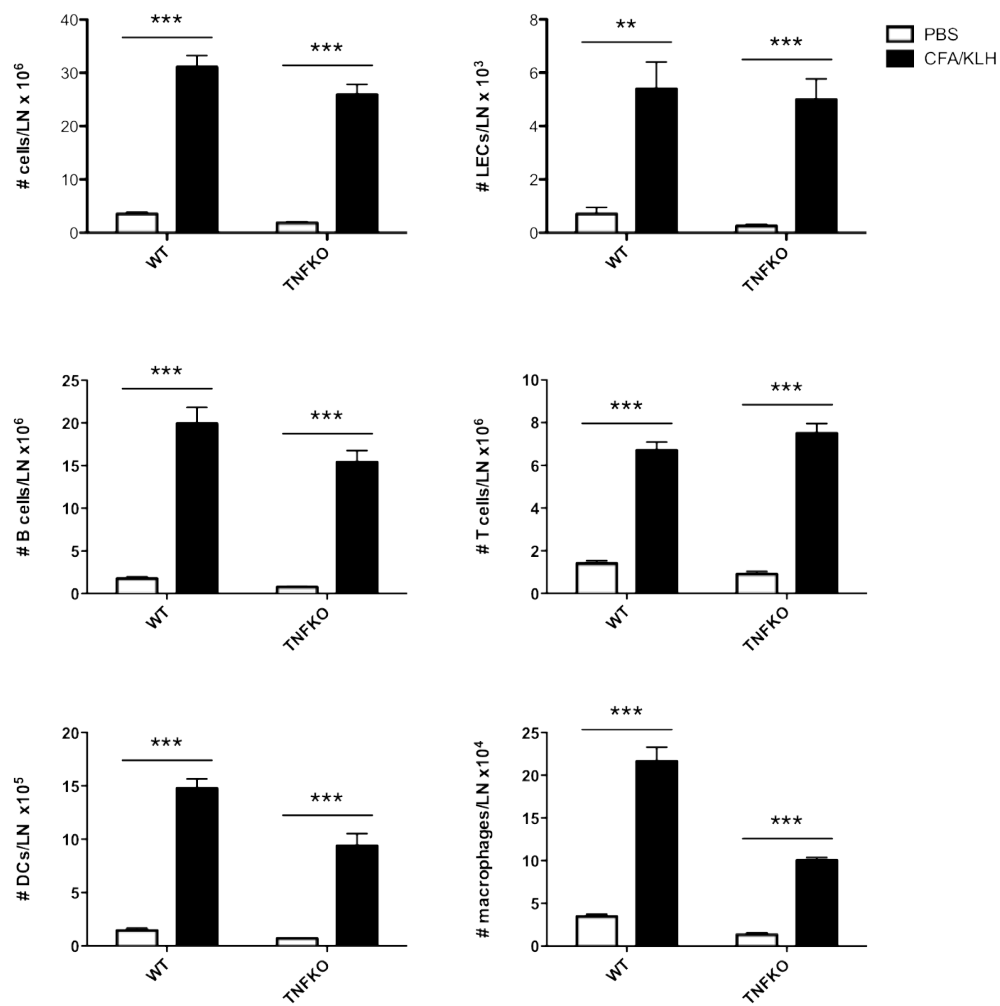 PBS
CFA/KLH
# cells/LN x 10⁶
40
30
20
10
0
***
***
WT
TNFKO
# LECs/LN x 10³
8
6
4
2
0
**
***
WT
TNFKO
# B cells/LN x10⁶
25
20
15
10
5
0
***
***
WT
TNFKO
# T cells/LN x10⁶
10
8
6
4
2
0
***
***
WT
TNFKO
# DCs/LN x10⁵
20
15
10
5
0
***
***
WT
TNFKO
# macrophages/LN x10⁴
25
20
15
10
5
0
***
***
WT
TNFKO